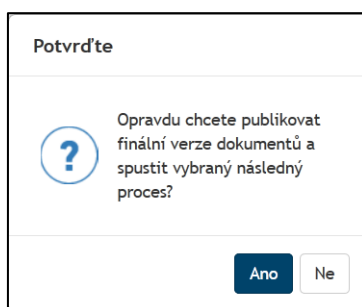 Potvrďte
?
Opravdu chcete publikovat
finální verze dokumentů a
spustit vybraný následný
proces?
Ano
Ne